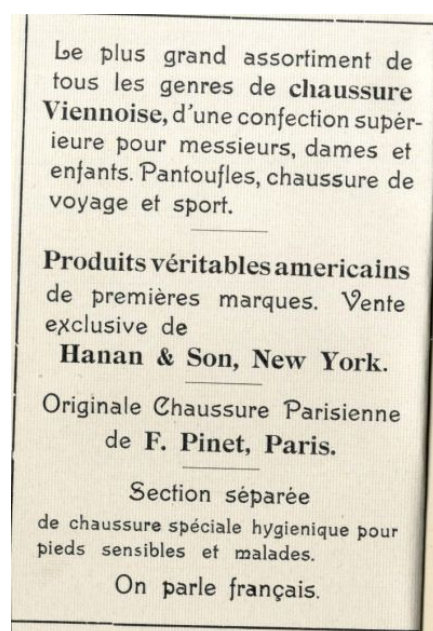 Le plus grand assortiment de
tous les genres de chaussure
Viennoise, d'une confection supér-
ieure pour messieurs, dames et
enfants. Pantoufles, chaussure de
voyage et sport.
Produits véritables americains
de premières marques. Vente
exclusive de
Hanan & Son, New York.
Originale Chaussure Parisienne
de F. Pinet, Paris.
Section séparée
de chaussure spéciale hygienique pour
pieds sensibles et malades.
On parle français.